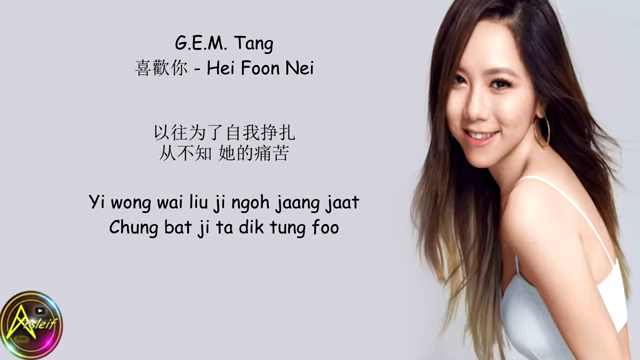 G.E.M. Tang
喜歡你 - Hei Foon Nei
以往为了自我挣扎
从不知 她的痛苦
Yi wong wai liu ji ngoh jaang jaat
Chung bat ji ta dik tung foo